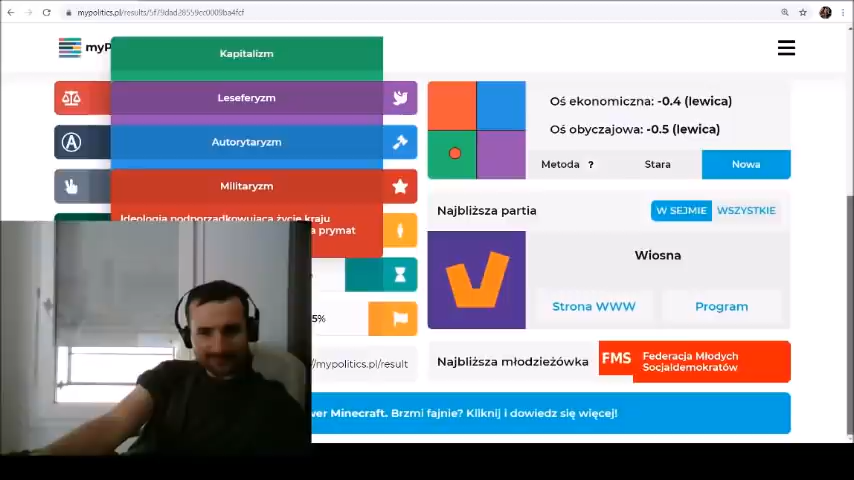 mypolitics.pl/results/5f79dad28559cc0009ba4fcf
myP
Kapitalizm
Leseferyzm
Autorytaryzm
Militaryzm
Ideologia podporządkowująca życie kraju
a prymat
5%
//mypolitics.pl/result
Oś ekonomiczna: -0.4 (lewica)
Oś obyczajowa: -0.5 (lewica)
Metoda ? Stara Nowa
Najbliższa partia W SEJMIE WSZYSTKIE
Wiosna
Strona WWW Program
Najbliższa młodzieżówka FMS Federacja Młodych
Socjaldemokratów
ver Minecraft. Brzmi fajnie? Kliknij i dowiedz się więcej!